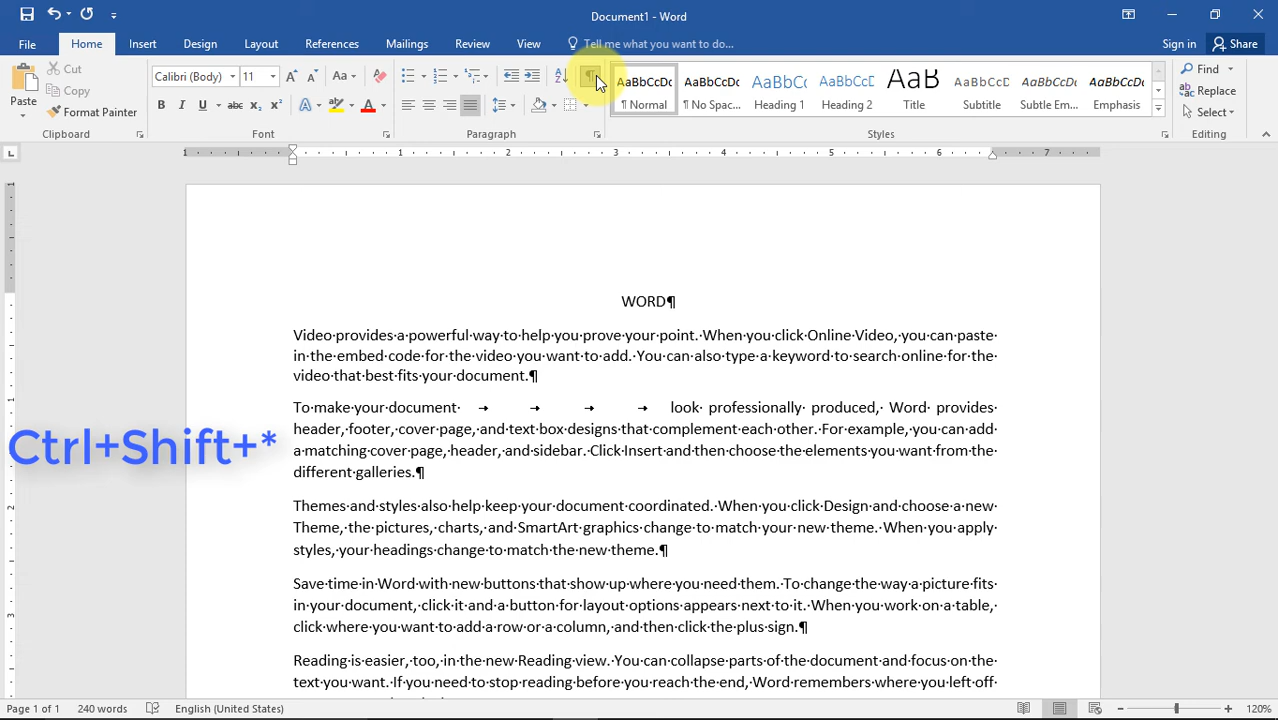 Document1 - Word
File Home Insert Design Layout References Mailings Review View Tell me what you want to do... Sign in Share
Paste
Cut
Copy
Format Painter
Clipboard
Calibri (Body) 11
Font
Paragraph
AaBbCcDc ¶ Normal
AaBbCcDc ¶ No Spac...
AaBbCc Heading 1
AaBbCcD Heading 2
AaB Title
AaBbCcD Subtitle
AaBbCcDc Subtle Em...
AaBbCcDc Emphasis
Styles
Find
Replace
Select
Editing
1 1 2 3 4 5 6 7
WORD¶
Video·provides·a·powerful·way·to·help·you·prove·your·point.·When·you·click·Online·Video,·you·can·paste·
in·the·embed·code·for·the·video·you·want·to·add.·You·can·also·type·a·keyword·to·search·online·for·the·
video·that·best·fits·your·document.¶
To·make·your·document· → → → → look· professionally· produced,· Word· provides·
header,·footer,·cover·page,·and·text·box·designs·that·complement·each·other.·For·example,·you·can·add·
a·matching·cover·page,·header,·and·sidebar.·Click·Insert·and·then·choose·the·elements·you·want·from·the·
different·galleries.¶
Ctrl+Shift+*
Themes·and·styles·also·help·keep·your·document·coordinated.·When·you·click·Design·and·choose·a·new·
Theme,·the·pictures,·charts,·and·SmartArt·graphics·change·to·match·your·new·theme.·When·you·apply·
styles,·your·headings·change·to·match·the·new·theme.¶
Save·time·in·Word·with·new·buttons·that·show·up·where·you·need·them.·To·change·the·way·a·picture·fits·
in·your·document,·click·it·and·a·button·for·layout·options·appears·next·to·it.·When·you·work·on·a·table,·
click·where·you·want·to·add·a·row·or·a·column,·and·then·click·the·plus·sign.¶
Reading·is·easier,·too,·in·the·new·Reading·view.·You·can·collapse·parts·of·the·document·and·focus·on·the·
text·you·want.·If·you·need·to·stop·reading·before·you·reach·the·end,·Word·remembers·where·you·left·off·
Page 1 of 1 240 words English (United States) 120%